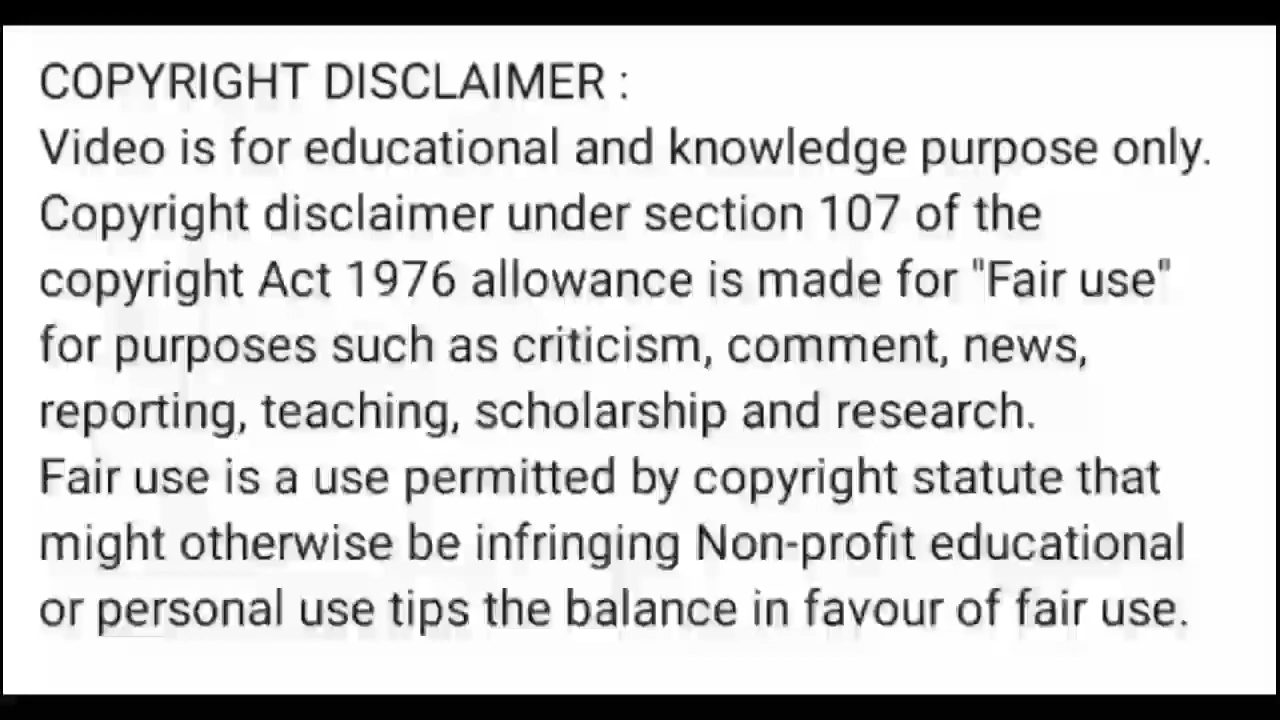 COPYRIGHT DISCLAIMER :
Video is for educational and knowledge purpose only.
Copyright disclaimer under section 107 of the
copyright Act 1976 allowance is made for "Fair use"
for purposes such as criticism, comment, news,
reporting, teaching, scholarship and research.
Fair use is a use permitted by copyright statute that
might otherwise be infringing Non-profit educational
or personal use tips the balance in favour of fair use.